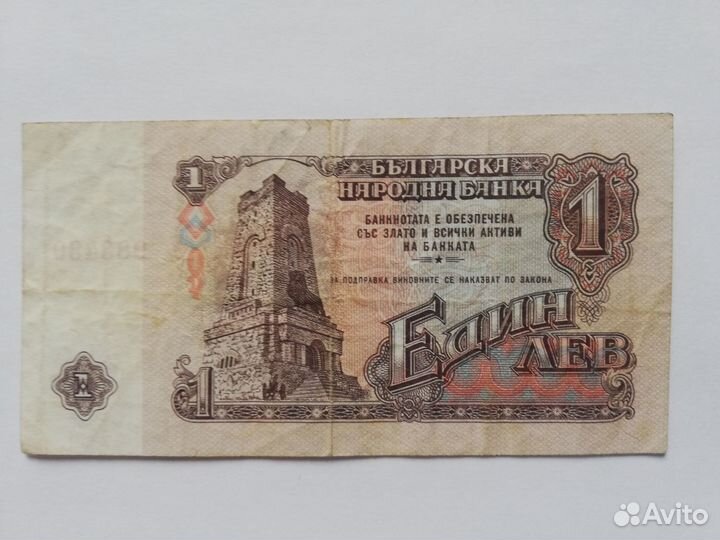 1
БЪЛГАРСКА
НАРОДНА БАНКА
1
БАНКНОТАТА Е ОБЕЗПЕЧЕНА
СЪС ЗЛАТО И ВСИЧКИ АКТИВИ
НА БАНКАТА
ЗА ПОДПРАВКА ВИНОВНИТЕ СЕ НАКАЗВАТ ПО ЗАКОНА
ЕДИН
ЛЕВ
1
1
Avito